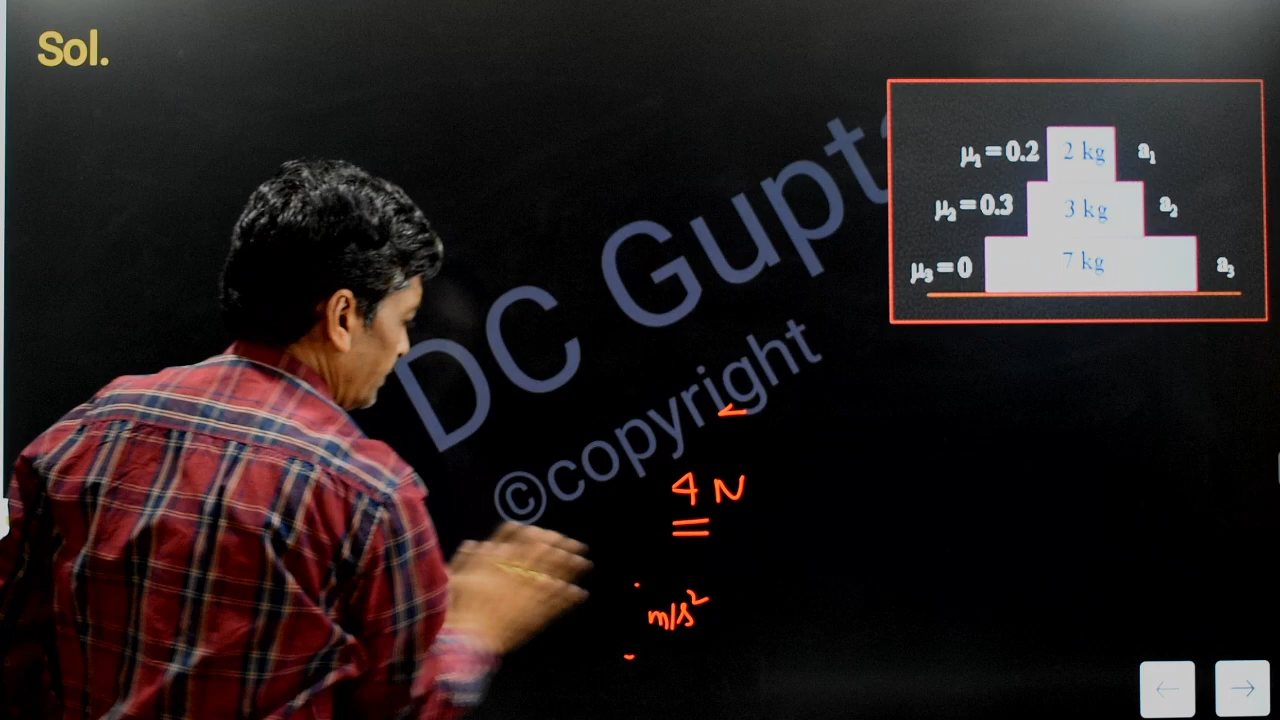 Sol.
μ₁ = 0.2 2 kg a₁
μ₂ = 0.3 3 kg a₂
μ₃ = 0 7 kg a₃
DC Gupta
©copyright
4 N
m/s²